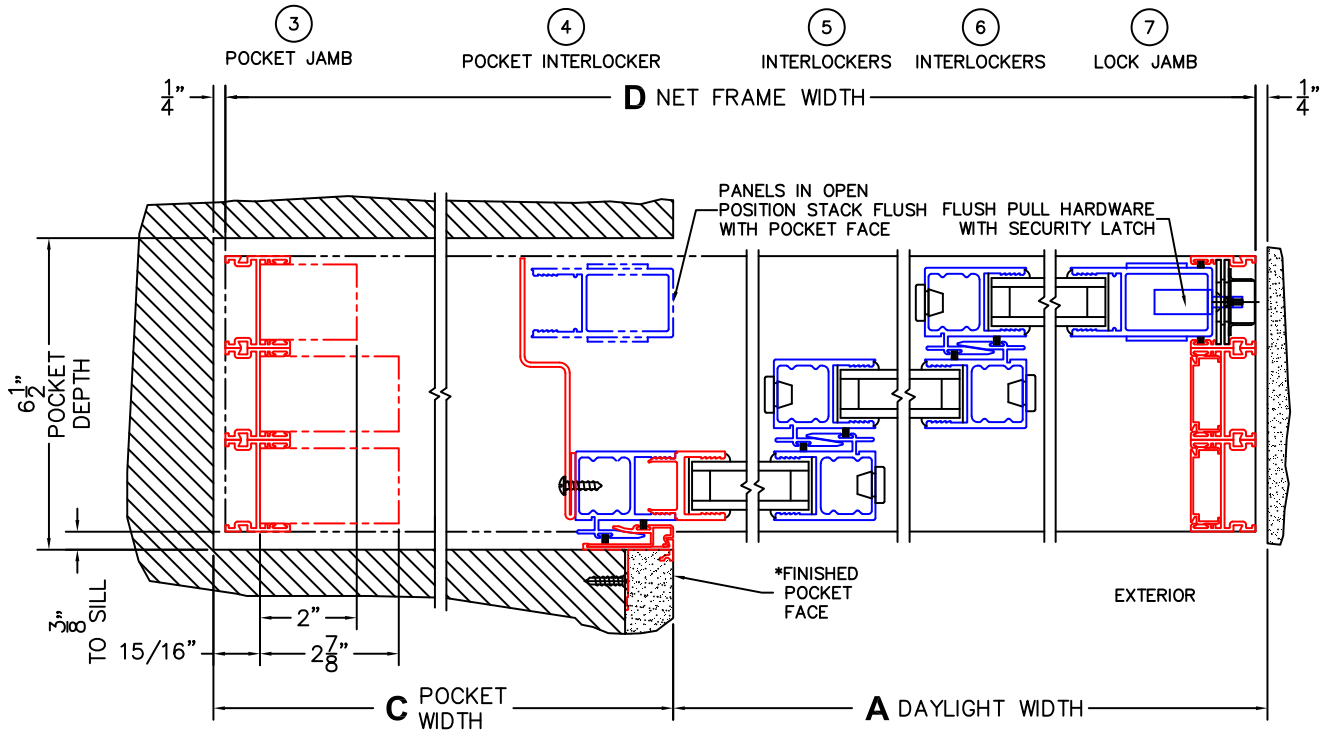 3
4
5
6
7
POCKET JAMB
POCKET INTERLOCKER
INTERLOCKERS
INTERLOCKERS
LOCK JAMB
1/4"
D NET FRAME WIDTH
1/4"
PANELS IN OPEN
POSITION STACK FLUSH
WITH POCKET FACE
FLUSH PULL HARDWARE
WITH SECURITY LATCH
6 1/2"
POCKET
DEPTH
*FINISHED
POCKET
FACE
EXTERIOR
3/8"
TO SILL
15/16"
2"
2 7/8"
C POCKET
WIDTH
A DAYLIGHT WIDTH